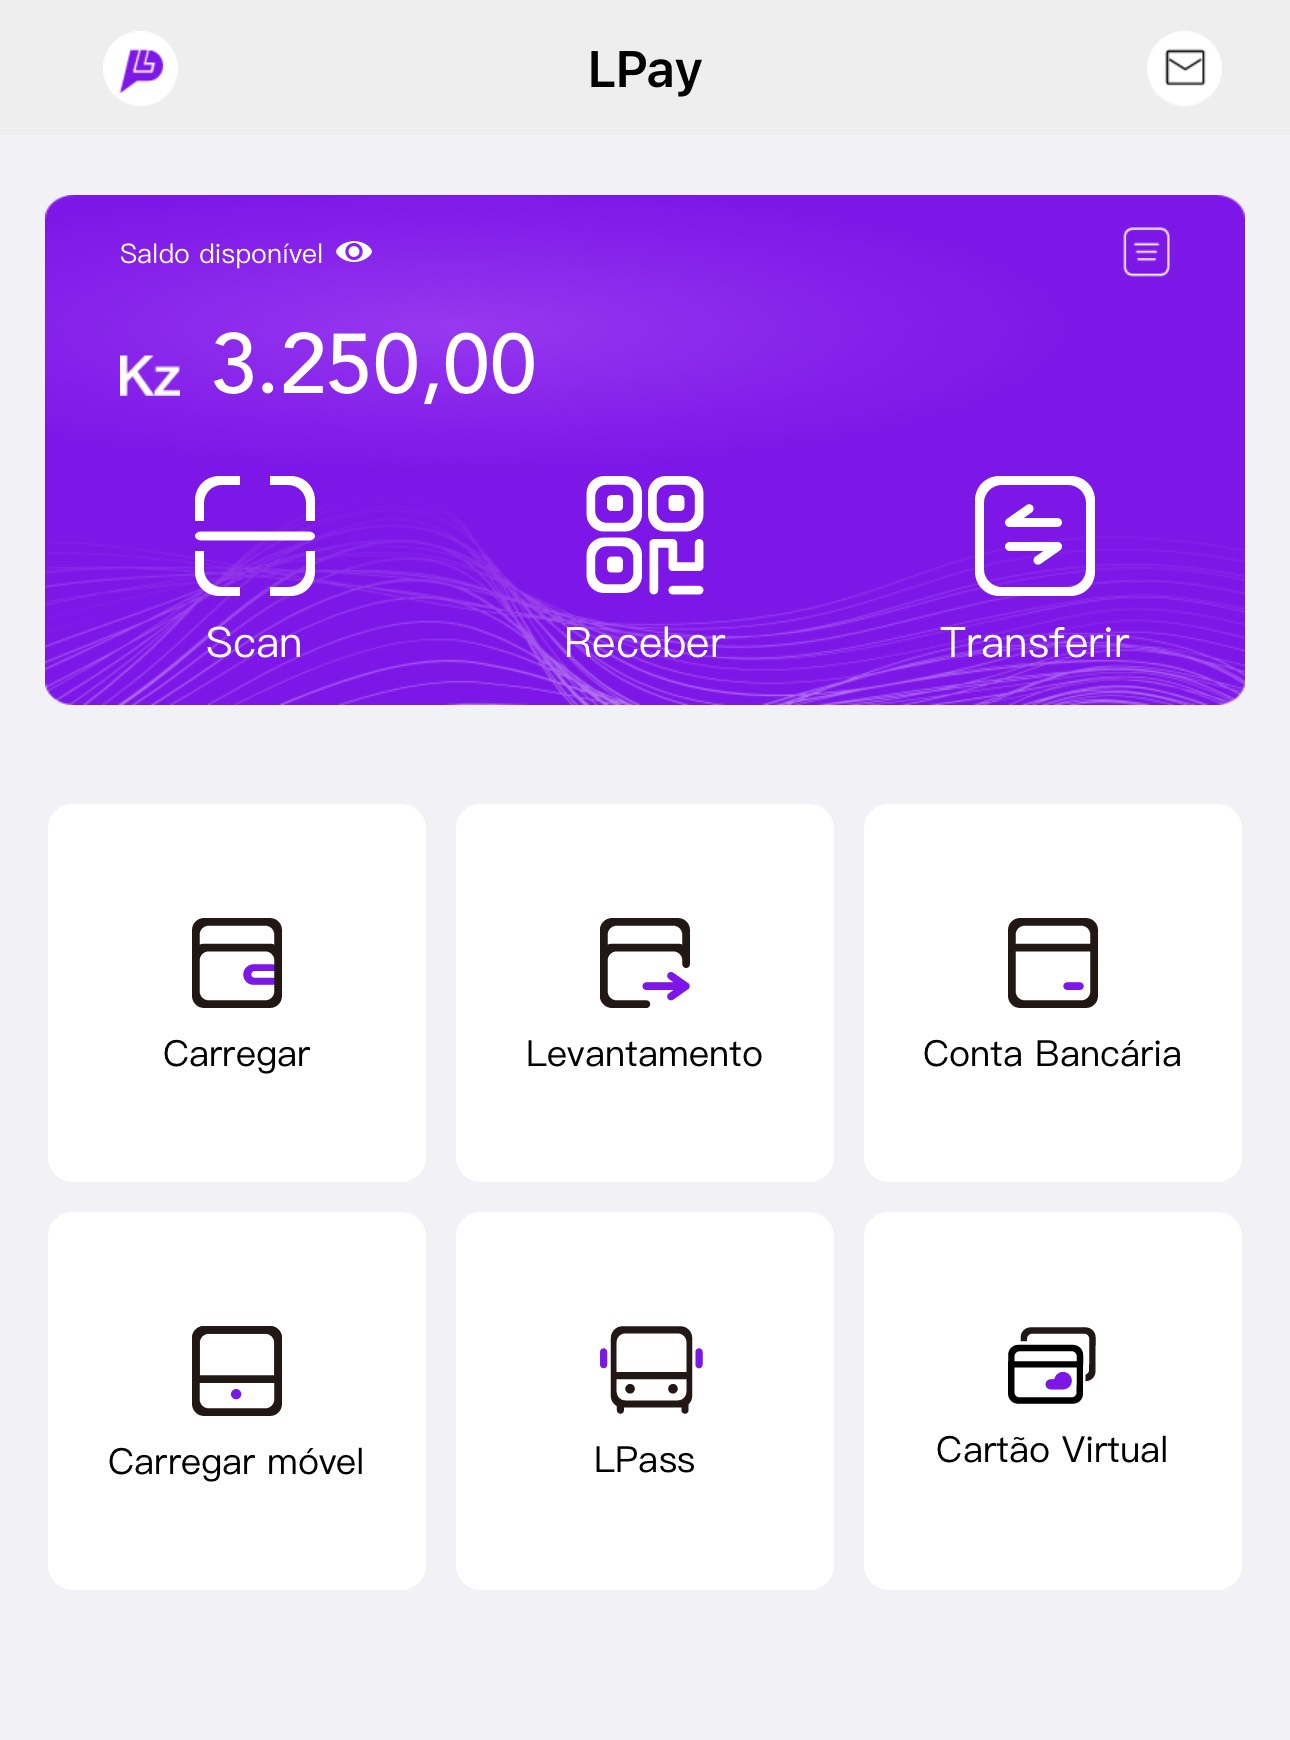 LPay
Saldo disponível
Kz 3.250,00
Scan
Receber
Transferir
Carregar
Levantamento
Conta Bancária
Carregar móvel
LPass
Cartão Virtual